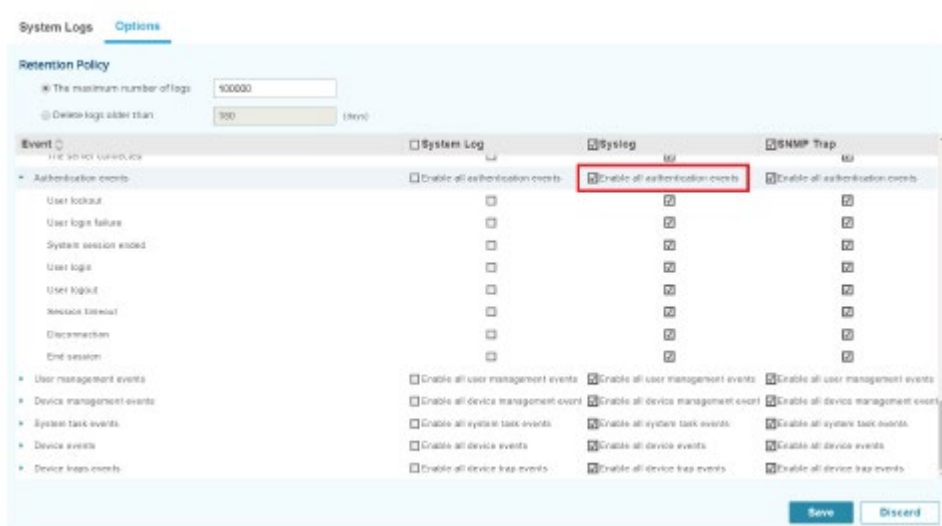 System Logs Options
Retention Policy
The maximum number of logs 100000
Delete logs older than 180 (days)
Event System Log Syslog SNMP Trap
The server connected
Authentication events Enable all authentication events Enable all authentication events Enable all authentication events
User lockout
User login failure
System session ended
User login
User logout
Session timeout
Disconnection
End session
User management events Enable all user management events Enable all user management events Enable all user management events
Device management events Enable all device management event Enable all device management event Enable all device management event
System task events Enable all system task events Enable all system task events Enable all system task events
Device events Enable all device events Enable all device events Enable all device events
Device traps events Enable all device trap events Enable all device trap events Enable all device trap events
Save Discard